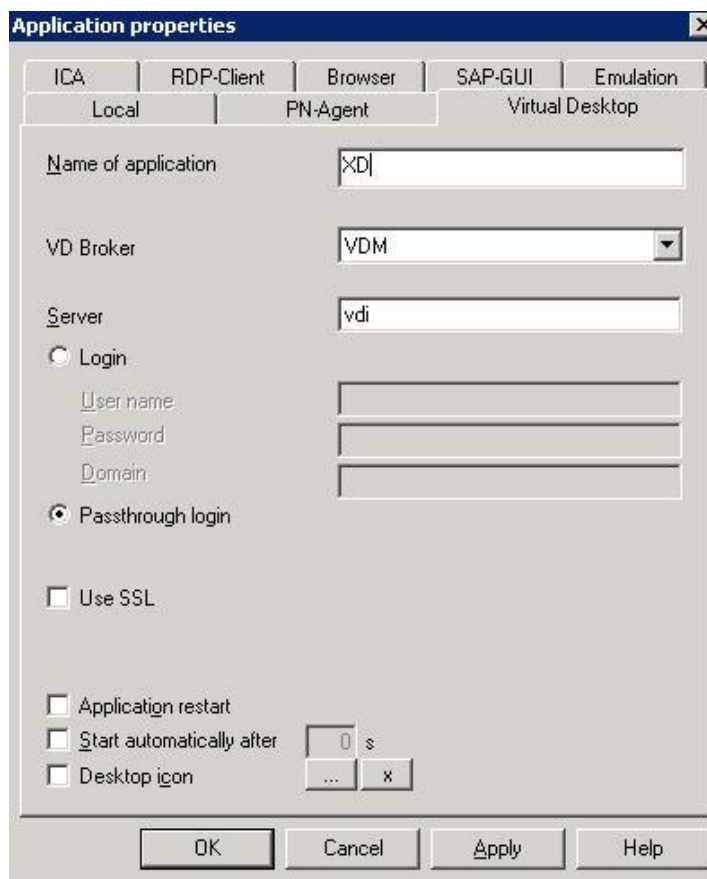 Application properties
ICA RDP-Client Browser SAP-GUI Emulation
Local PN-Agent Virtual Desktop
Name of application XD
VD Broker VDM
Server vdi
Login
User name
Password
Domain
Passthrough login
Use SSL
Application restart
Start automatically after 0 s
Desktop icon ... x
OK Cancel Apply Help